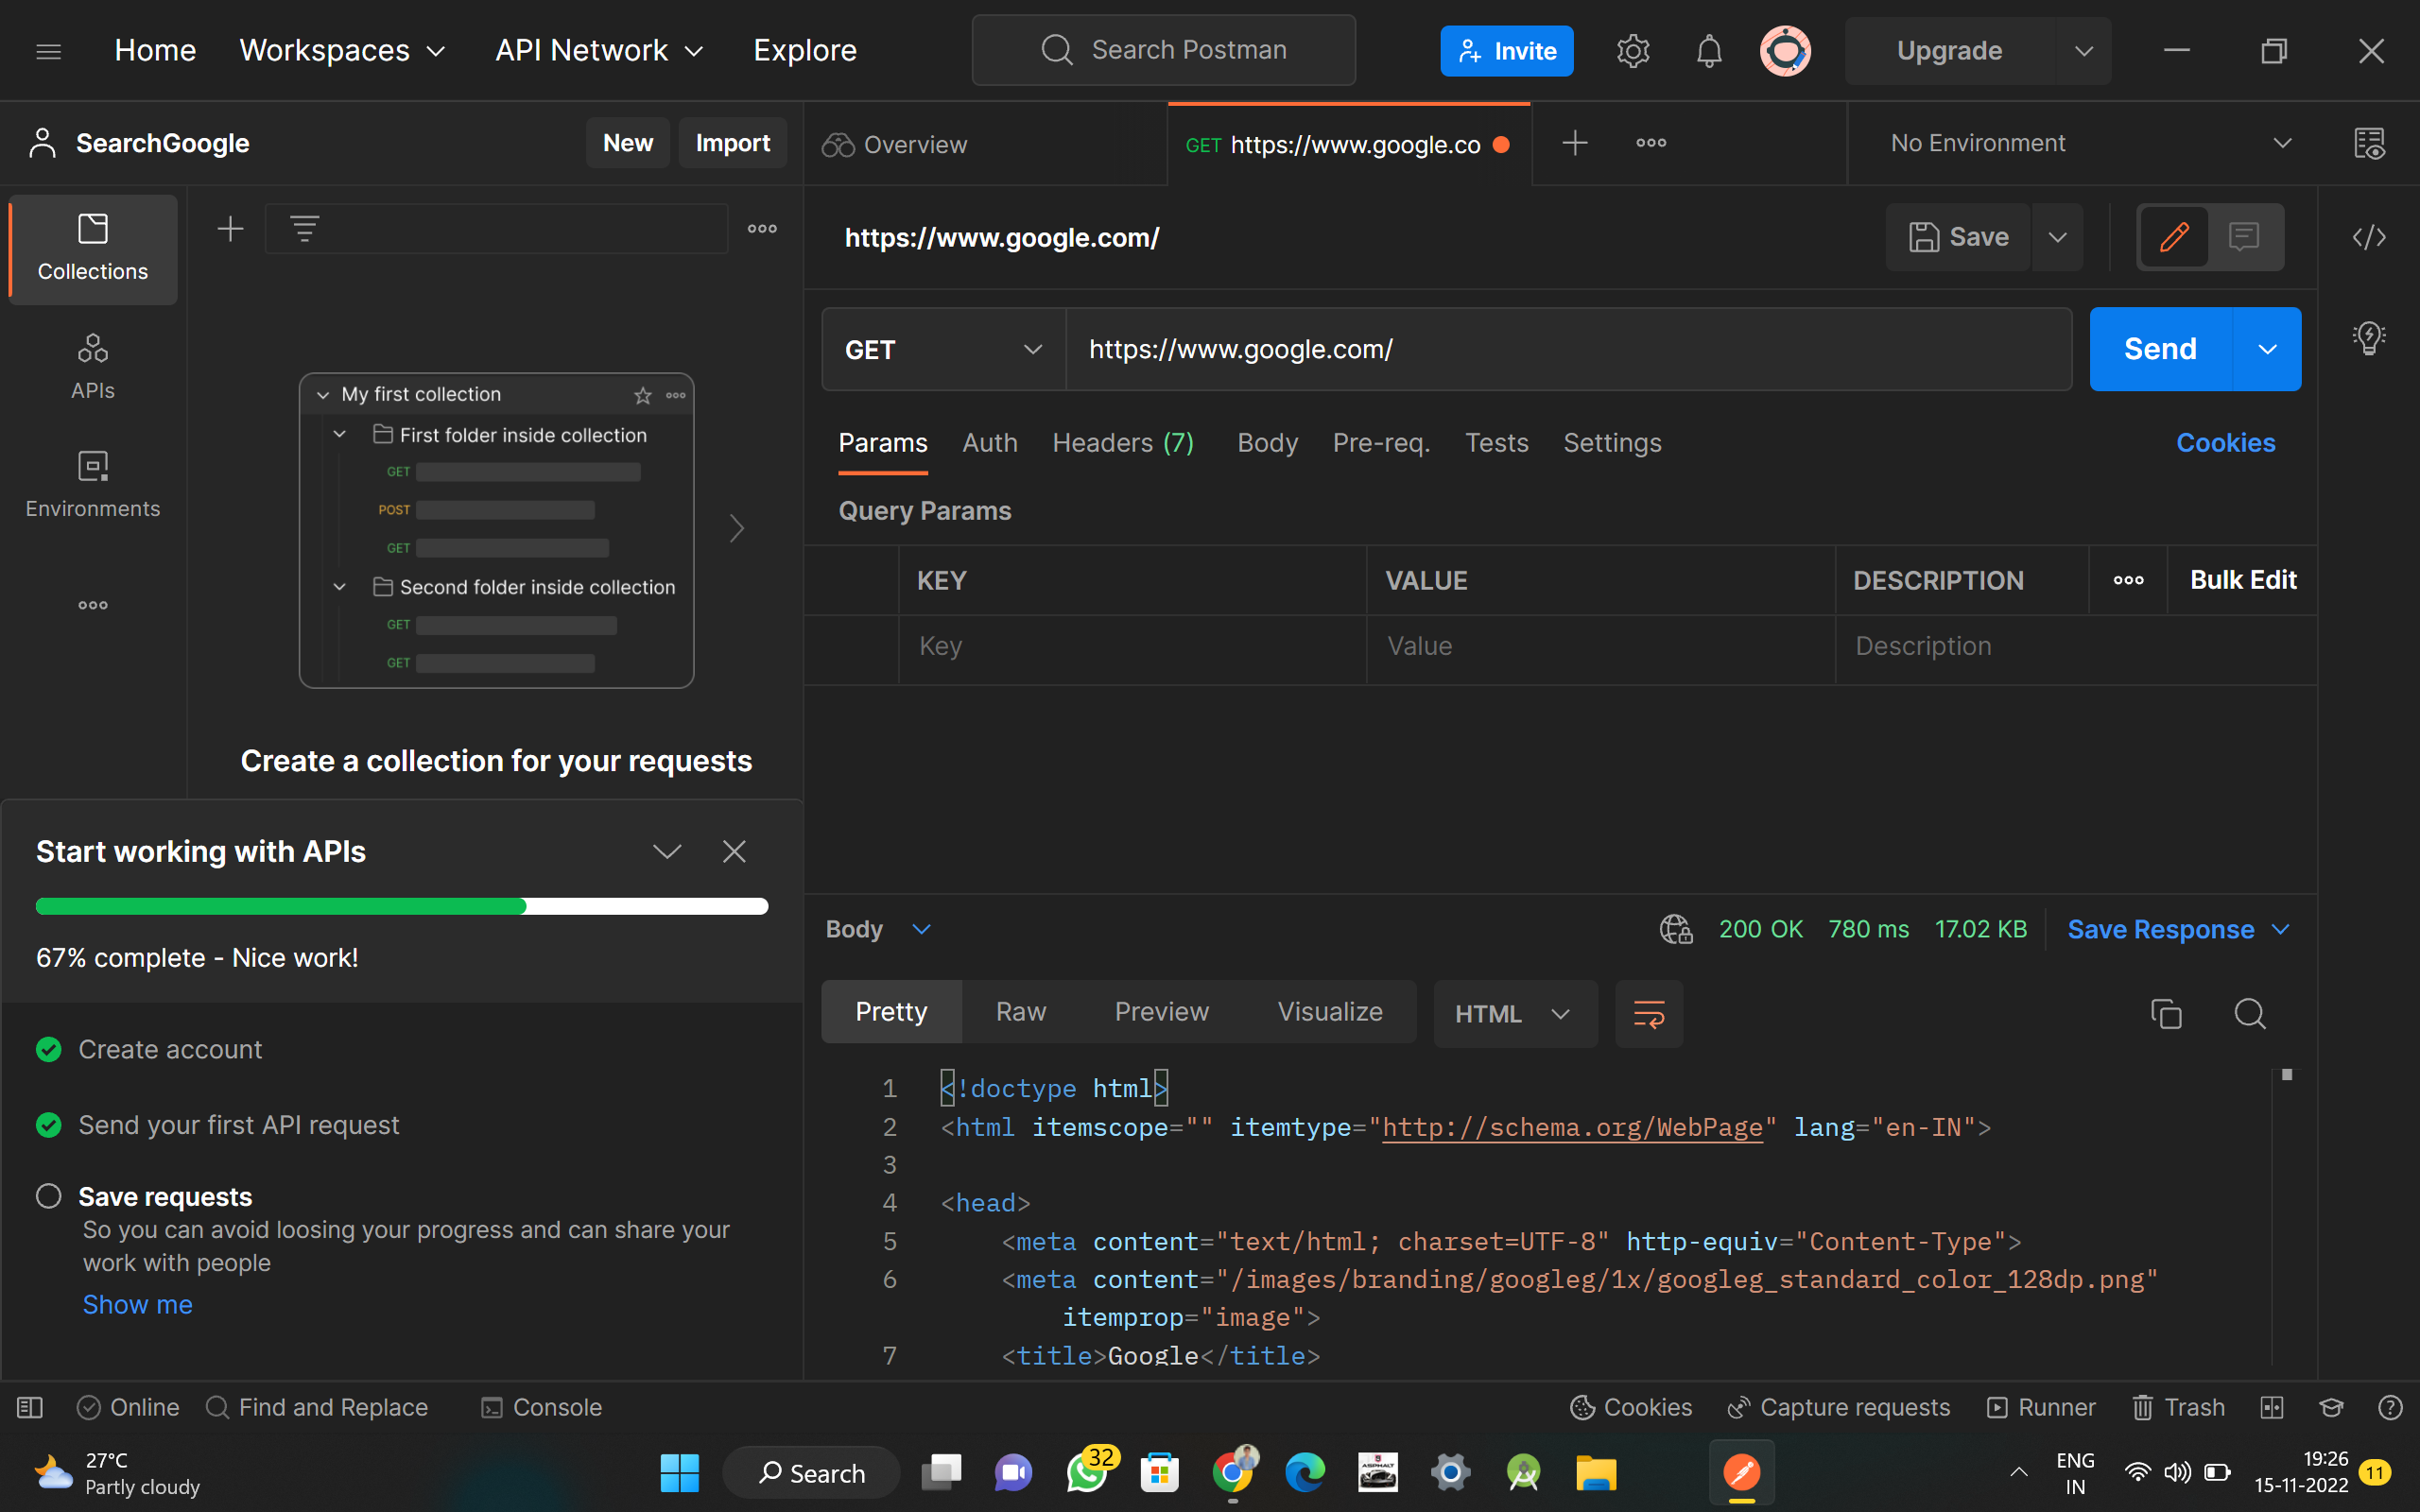 Home Workspaces API Network Explore Search Postman Invite Upgrade
SearchGoogle New Import Overview GET https://www.google.co No Environment
Collections
APIs
Environments
My first collection
First folder inside collection
GET
POST
GET
Second folder inside collection
GET
GET
Create a collection for your requests
Start working with APIs
67% complete - Nice work!
Create account
Send your first API request
Save requests
So you can avoid loosing your progress and can share your
work with people
Show me
https://www.google.com/ Save
GET https://www.google.com/ Send
Params Auth Headers (7) Body Pre-req. Tests Settings Cookies
Query Params
KEY VALUE DESCRIPTION Bulk Edit
Key Value Description
Body 200 OK 780 ms 17.02 KB Save Response
Pretty Raw Preview Visualize HTML
1 <!doctype html>
2 <html itemscope="" itemtype="http://schema.org/WebPage" lang="en-IN">
3
4 <head>
5 <meta content="text/html; charset=UTF-8" http-equiv="Content-Type">
6 <meta content="/images/branding/googleg/1x/googleg_standard_color_128dp.png"
itemprop="image">
7 <title>Google</title>
Online Find and Replace Console Cookies Capture requests Runner Trash
27°C
Partly cloudy
Search
32
ASPHALT
ENG
IN
19:26
15-11-2022
11